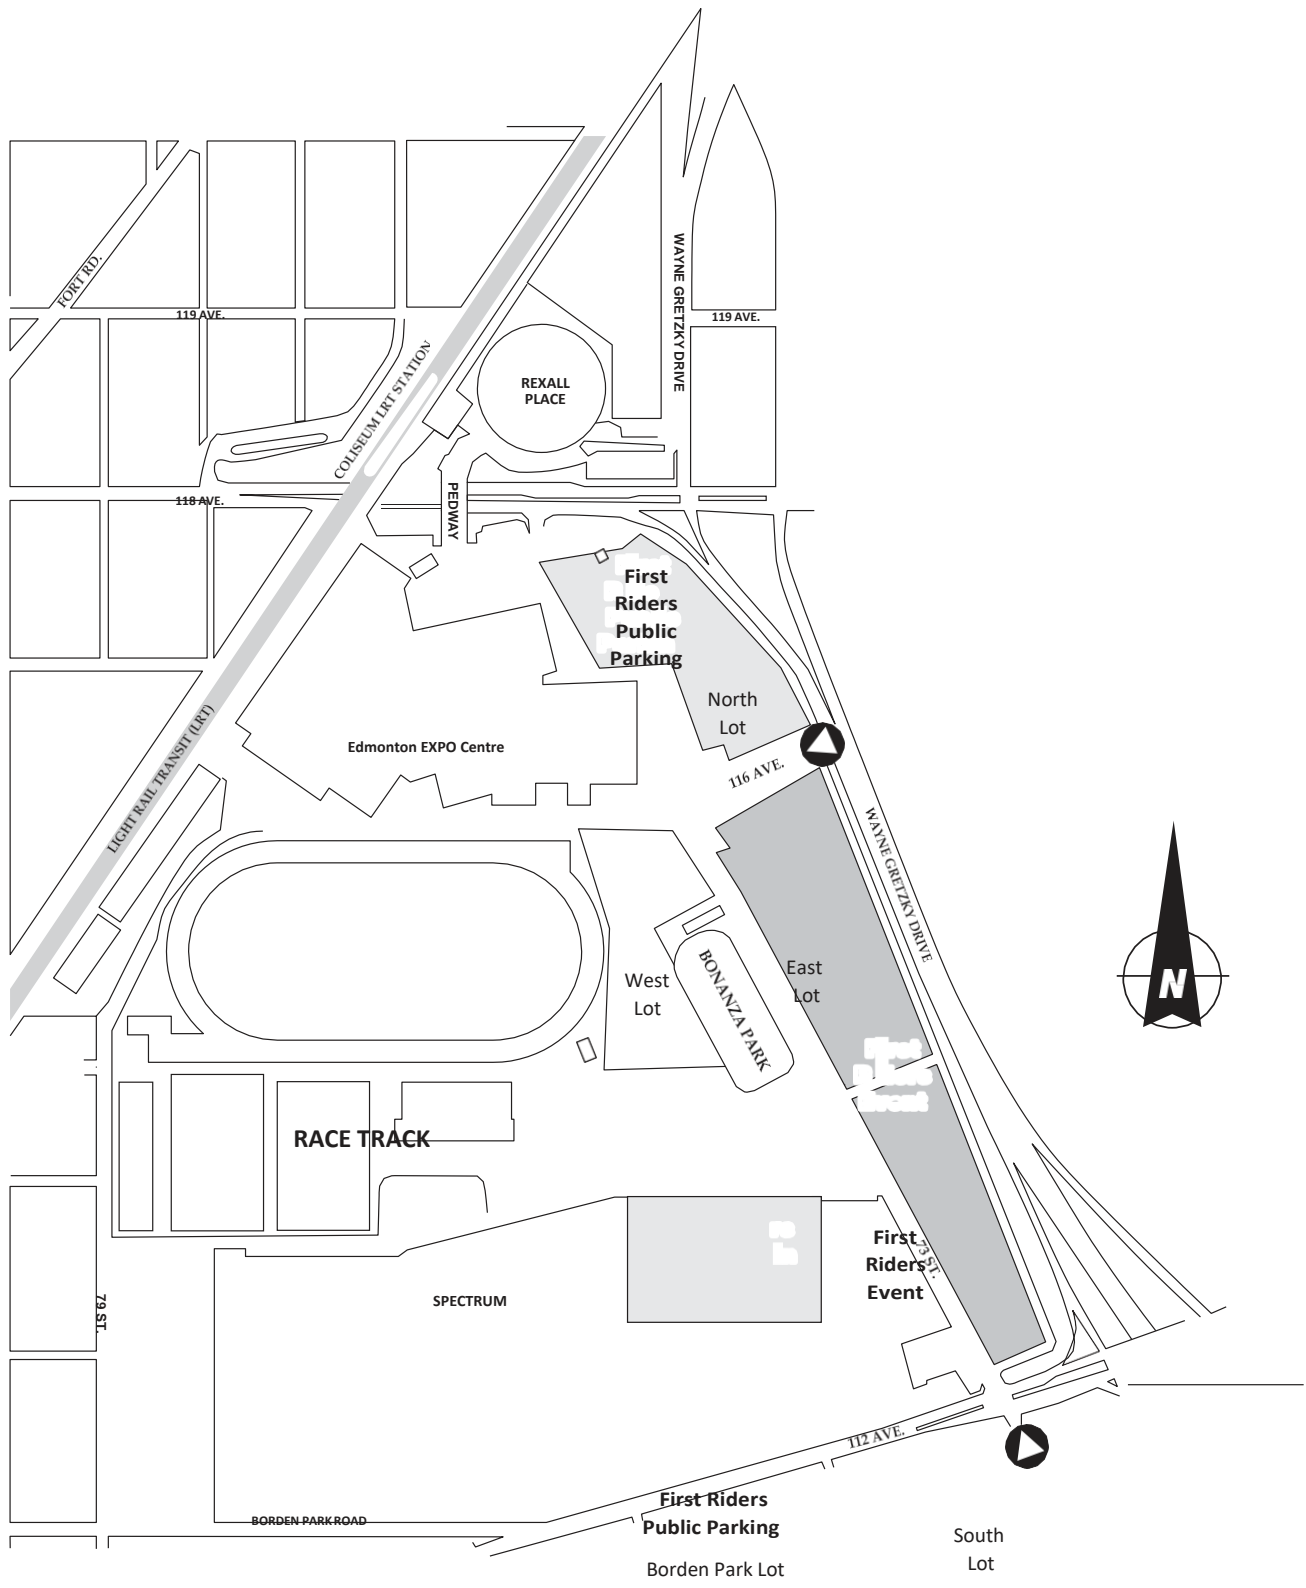 FORT RD.
119 AVE.
WAYNE GRETZKY DRIVE
119 AVE.
COLISEUM LRT STATION
REXALL
PLACE
118 AVE.
PEDWAY
First
Riders
Public
Parking
North
Lot
Edmonton EXPO Centre
116 AVE.
LIGHT RAIL TRANSIT (LRT)
WAYNE GRETZKY DRIVE
West
Lot
BONANZA PARK
East
Lot
N
RACE TRACK
First
Riders
Event
73 ST.
79 ST.
SPECTRUM
112 AVE.
First Riders
Public Parking
BORDEN PARK ROAD
Borden Park Lot
South
Lot